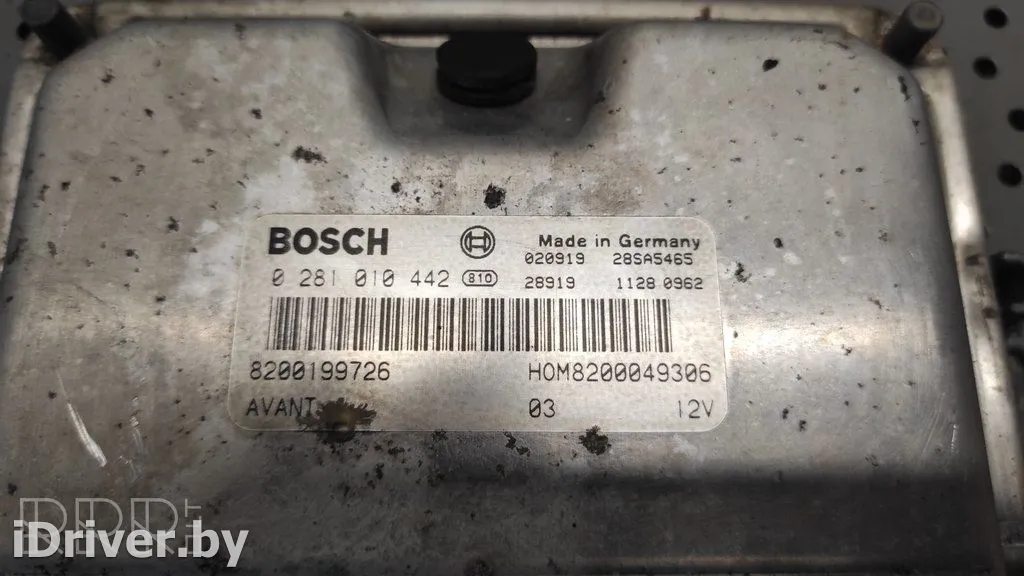 BOSCH
Made in Germany
020919 28SA5465
0 281 010 442 810 28919 1128 0962
8200199726 HOM8200049306
AVANT 03 12V
iDriver.by